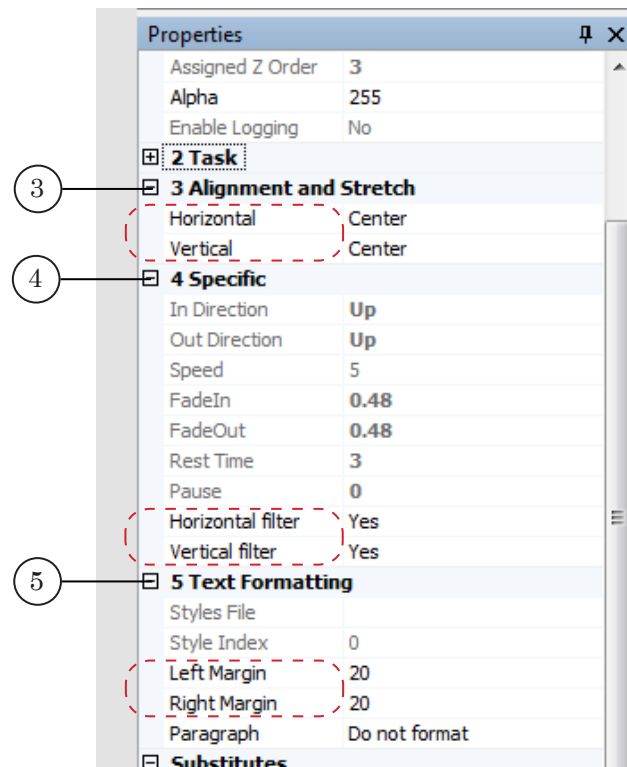 Properties
Assigned Z Order 3
Alpha 255
Enable Logging No
2 Task
3 3 Alignment and Stretch
Horizontal Center
Vertical Center
4 4 Specific
In Direction Up
Out Direction Up
Speed 5
FadeIn 0.48
FadeOut 0.48
Rest Time 3
Pause 0
Horizontal filter Yes
Vertical filter Yes
5 5 Text Formatting
Styles File
Style Index 0
Left Margin 20
Right Margin 20
Paragraph Do not format
Substitutes